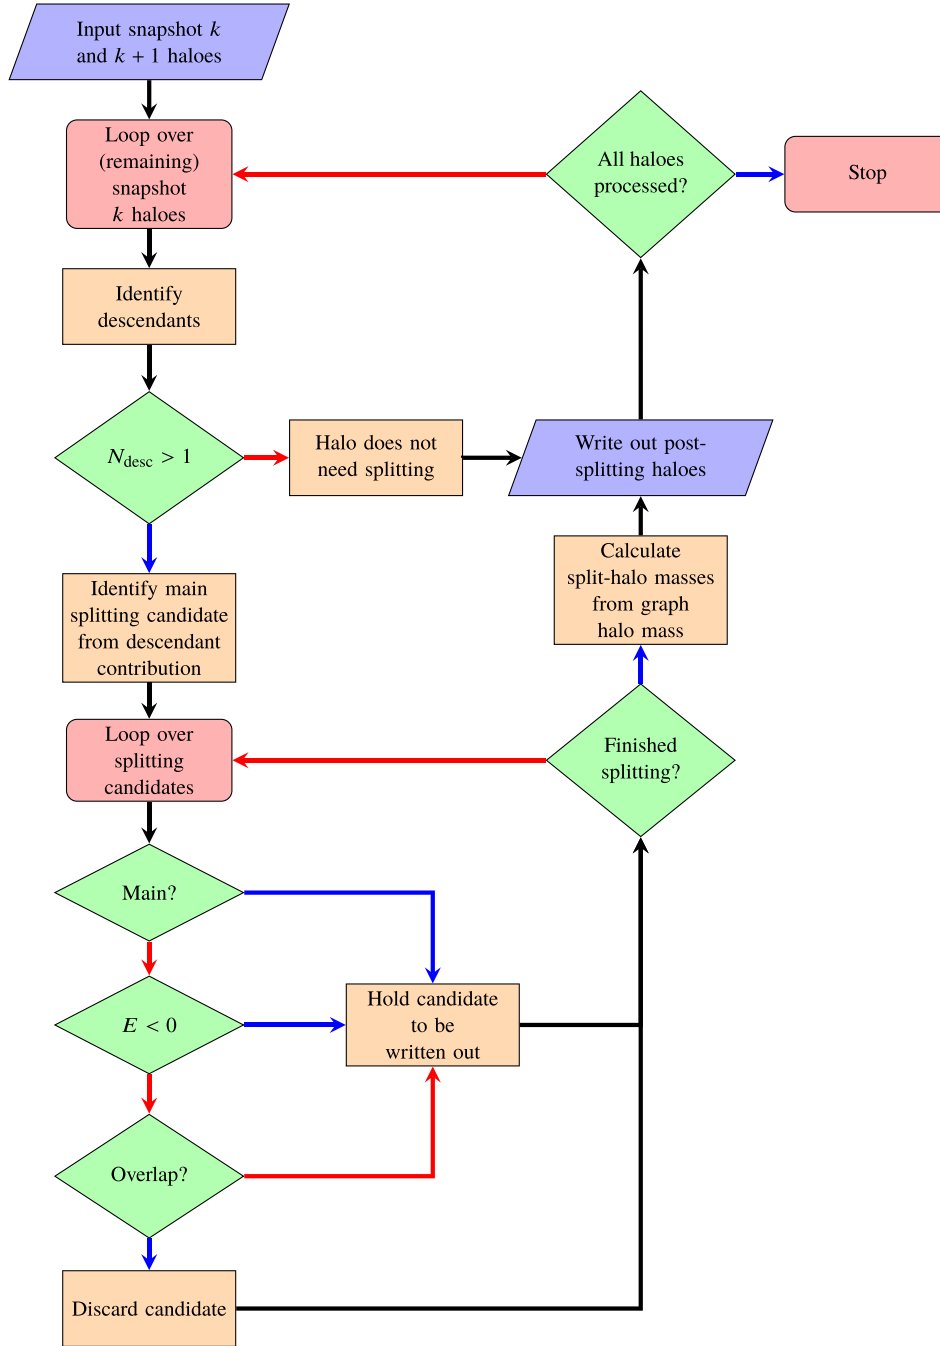 Input snapshot k
and k + 1 haloes
Loop over
(remaining)
snapshot
k haloes
All haloes
processed?
Stop
Identify
descendants
N_desc > 1
Halo does not
need splitting
Write out post-
splitting haloes
Identify main
splitting candidate
from descendant
contribution
Calculate
split-halo masses
from graph
halo mass
Loop over
splitting
candidates
Finished
splitting?
Main?
E < 0
Hold candidate
to be
written out
Overlap?
Discard candidate